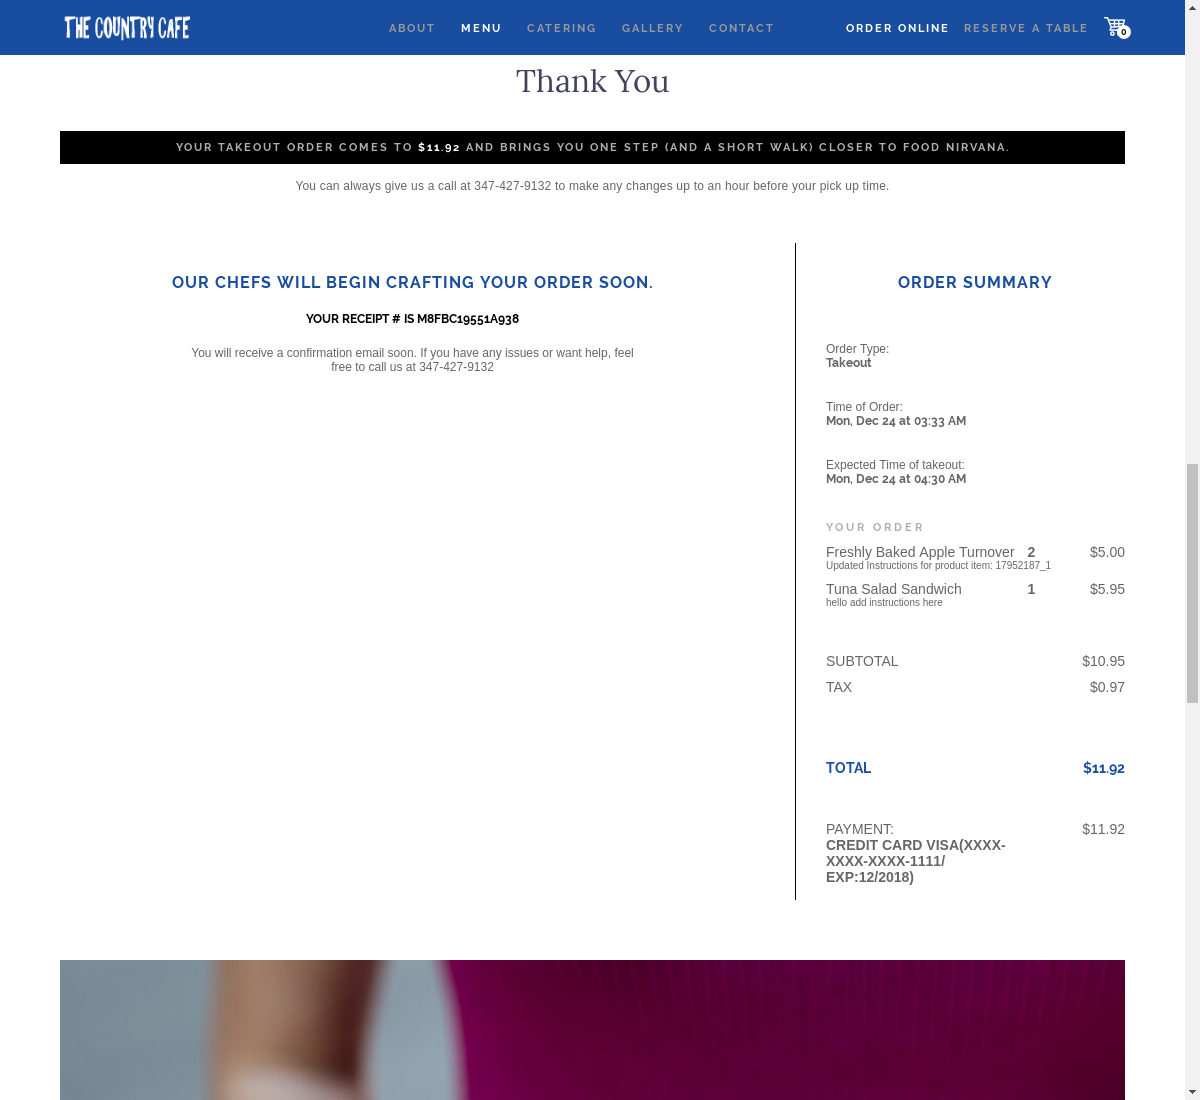 THE COUNTRY CAFE
ABOUT MENU CATERING GALLERY CONTACT ORDER ONLINE RESERVE A TABLE 0
Thank You
YOUR TAKEOUT ORDER COMES TO $11.92 AND BRINGS YOU ONE STEP (AND A SHORT WALK) CLOSER TO FOOD NIRVANA.
You can always give us a call at 347-427-9132 to make any changes up to an hour before your pick up time.
OUR CHEFS WILL BEGIN CRAFTING YOUR ORDER SOON.
YOUR RECEIPT # IS M8FBC19551A938
You will receive a confirmation email soon. If you have any issues or want help, feel
free to call us at 347-427-9132
ORDER SUMMARY
Order Type:
Takeout
Time of Order:
Mon, Dec 24 at 03:33 AM
Expected Time of takeout:
Mon, Dec 24 at 04:30 AM
YOUR ORDER
Freshly Baked Apple Turnover 2 $5.00
Updated Instructions for product item: 17952187_1
Tuna Salad Sandwich 1 $5.95
hello add instructions here
SUBTOTAL $10.95
TAX $0.97
TOTAL $11.92
PAYMENT: $11.92
CREDIT CARD VISA(XXXX-
XXXX-XXXX-1111/
EXP:12/2018)